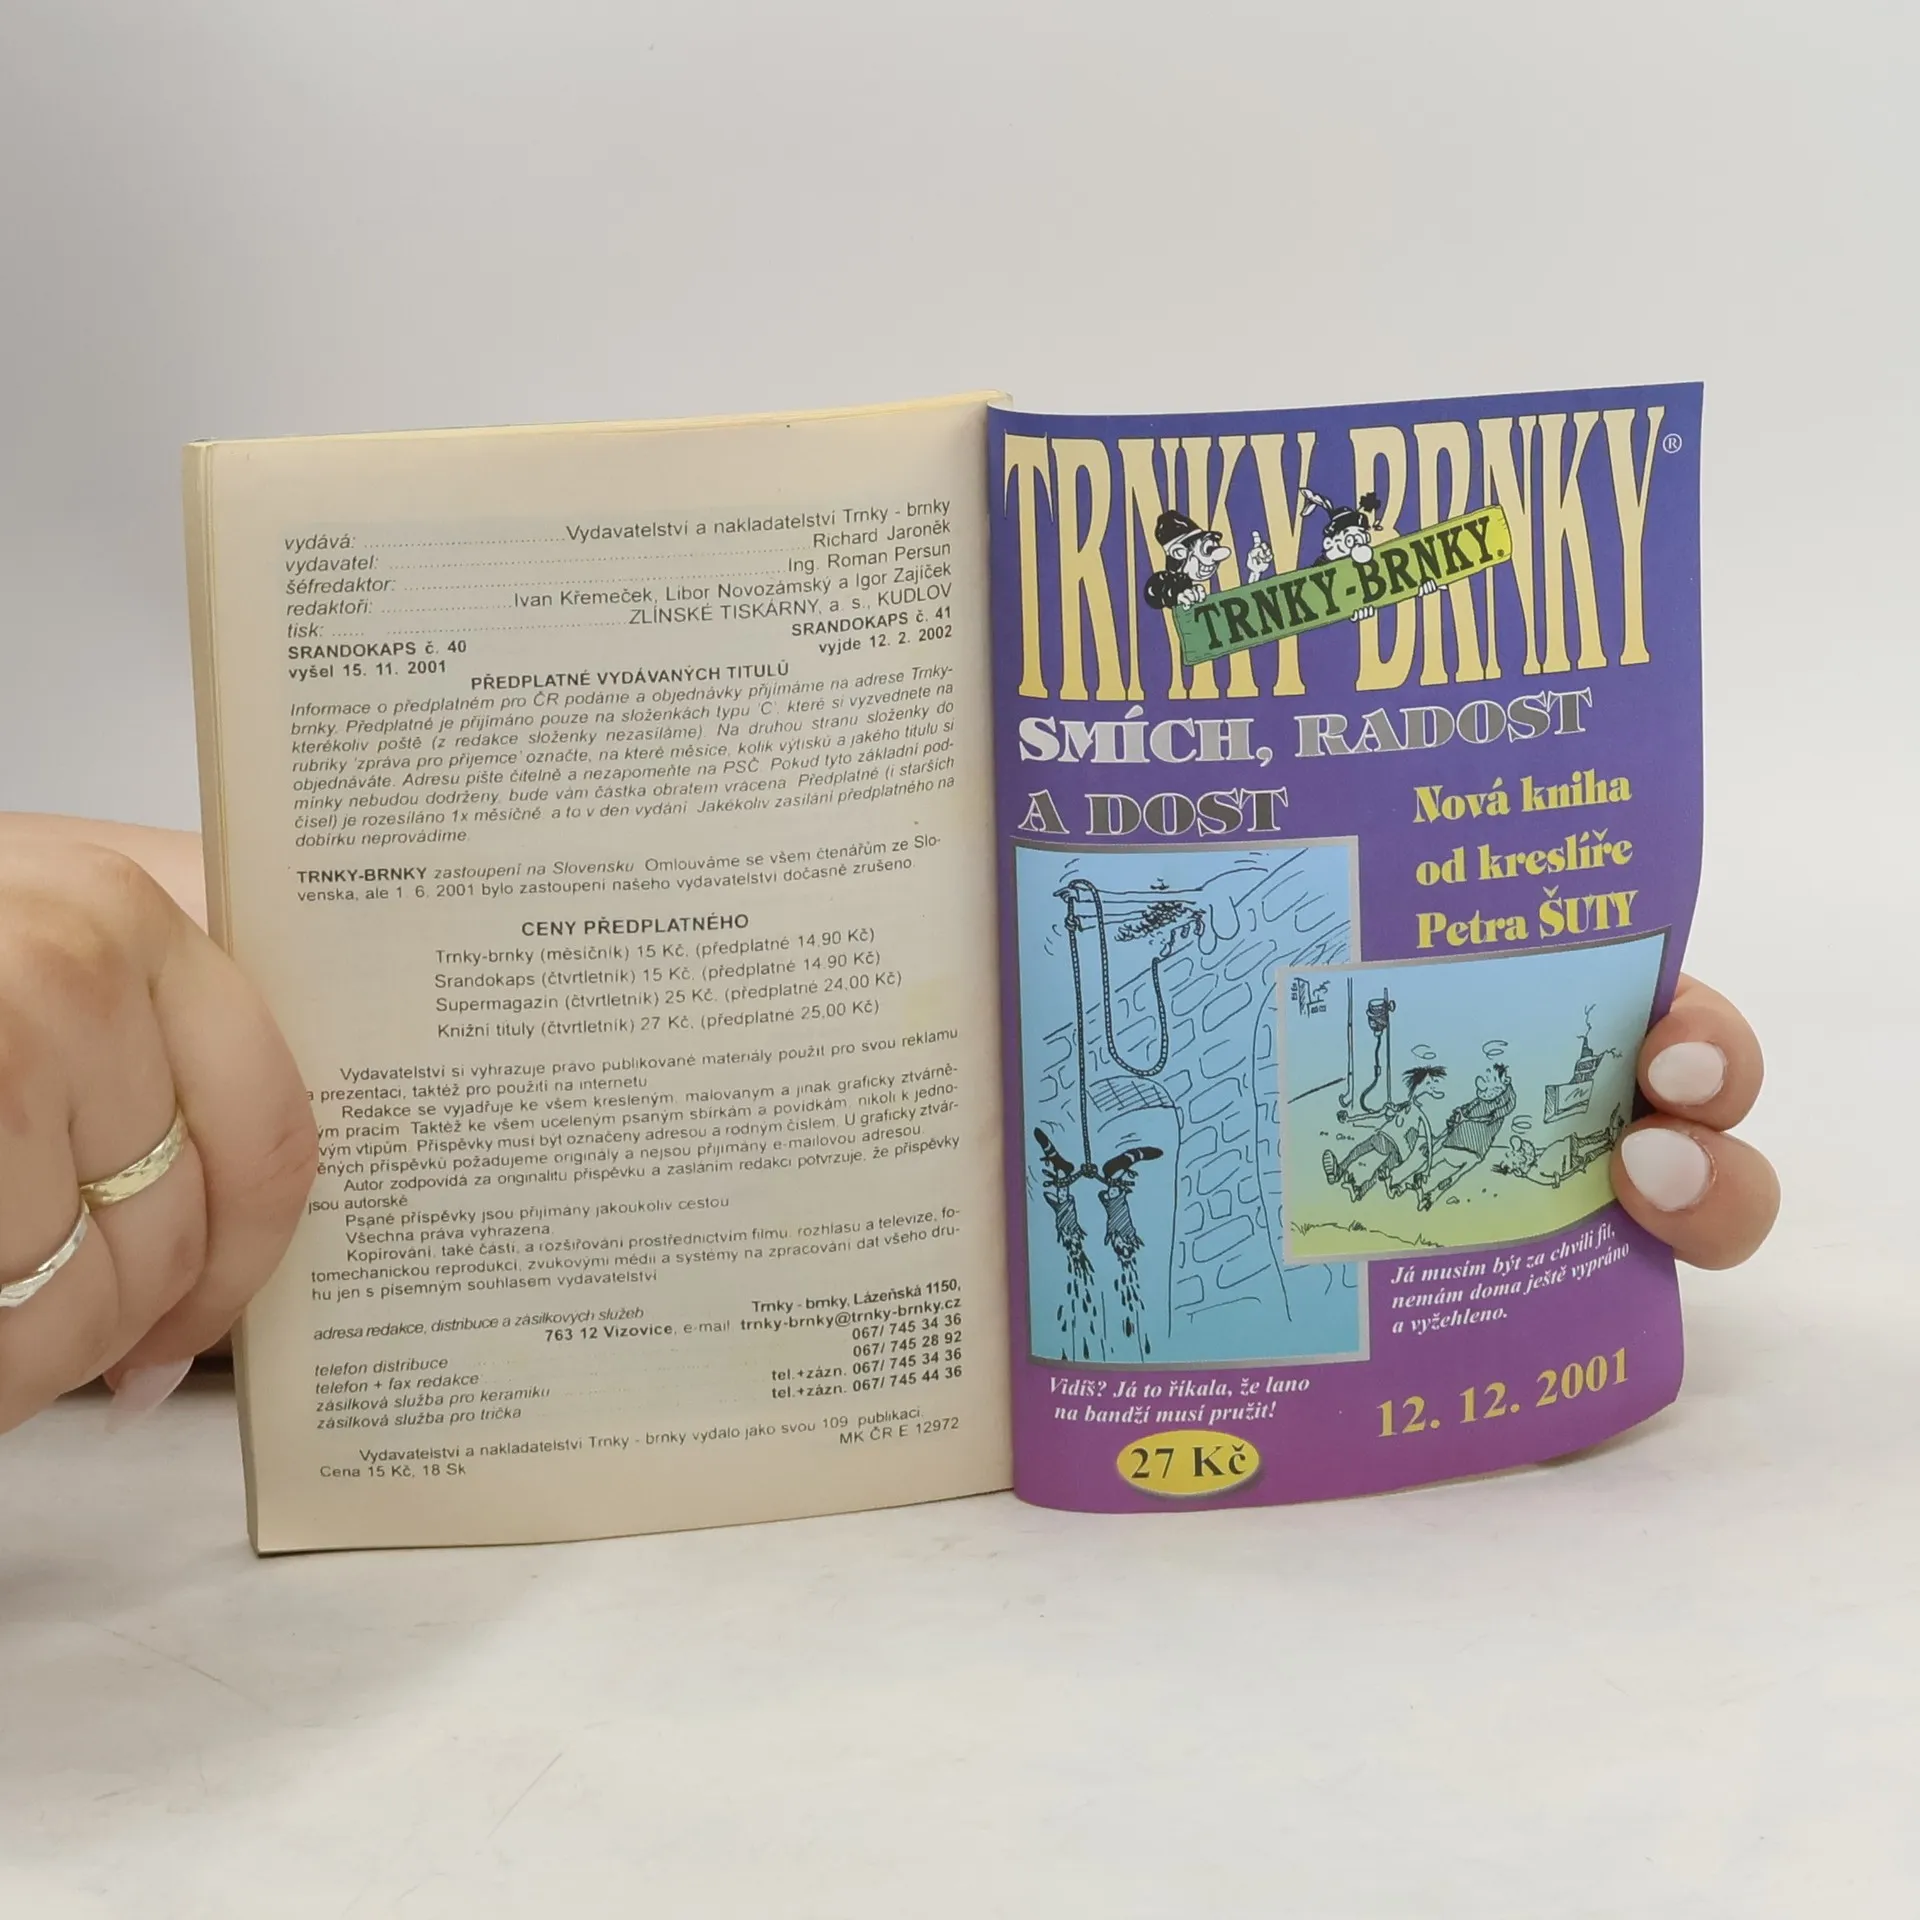 vydává: ..............................Vydavatelství a nakladatelství Trnky - brnky
vydavatel: ..............................Richard Jaroněk
šéfredaktor: ..............................Ing. Roman Persun
redaktoři: ....................Ivan Křemeček, Libor Novozámský a Igor Zajíček
tisk: ...... ..............................ZLÍNSKÉ TISKÁRNY, a. s., KUDLOV
SRANDOKAPS č. 40
vyšel 15. 11. 2001
SRANDOKAPS č. 41
vyjde 12. 2. 2002
PŘEDPLATNÉ VYDÁVANÝCH TITULŮ
Informace o předplatném pro ČR podáme a objednávky přijímáme na adrese Trnky-
brnky. Předplatné je přijímáno pouze na složenkách typu 'C', které si vyzvednete na
kterékoliv poště (z redakce složenky nezasíláme). Na druhou stranu složenky do
rubriky 'zpráva pro příjemce' označte, na které měsíce, kolik výtisků a jakého titulu si
objednáváte. Adresu pište čitelně a nezapomeňte na PSČ. Pokud tyto základní pod-
mínky nebudou dodrženy, bude vám částka obratem vrácena. Předplatné (i starších
čísel) je rozesíláno 1x měsíčně, a to v den vydání. Jakékoliv zasílání předplatného na
dobírku neprovádíme.
TRNKY-BRNKY zastoupení na Slovensku. Omlouváme se všem čtenářům ze Slo-
venska, ale 1. 6. 2001 bylo zastoupení našeho vydavatelství dočasně zrušeno.
CENY PŘEDPLATNÉHO
Trnky-brnky (měsíčník) 15 Kč, (předplatné 14,90 Kč)
Srandokaps (čtvrtletník) 15 Kč, (předplatné 14,90 Kč)
Supermagazín (čtvrtletník) 25 Kč, (předplatné 24,00 Kč)
Knižní tituly (čtvrtletník) 27 Kč, (předplatné 25,00 Kč)
Vydavatelství si vyhrazuje právo publikované materiály použít pro svou reklamu
a prezentaci, taktéž pro použití na internetu.
Redakce se vyjadřuje ke všem kresleným, malovaným a jinak graficky ztvárně-
ým pracím. Taktéž ke všem uceleným psaným sbírkám a povídkám, nikoli k jedno-
vým vtipům. Příspěvky musí být označeny adresou a rodným číslem. U graficky ztvár-
ěných příspěvků požadujeme originály a nejsou přijímány e-mailovou adresou.
Autor zodpovídá za originalitu příspěvku a zasláním redakci potvrzuje, že příspěvky
jsou autorské.
Psané příspěvky jsou přijímány jakoukoliv cestou.
Všechna práva vyhrazena.
Kopírování, také částí, a rozšiřování prostřednictvím filmu, rozhlasu a televize, fo-
tomechanickou reprodukcí, zvukovými médii a systémy na zpracování dat všeho dru-
hu jen s písemným souhlasem vydavatelství.
adresa redakce, distribuce a zásilkových služeb
Trnky - brnky, Lázeňská 1150,
763 12 Vizovice, e-mail trnky-brnky@trnky-brnky.cz
telefon distribuce 067/ 745 34 36
telefon + fax redakce 067/ 745 28 92
zásilková služba pro keramiku tel.+zázn. 067/ 745 34 36
zásilková služba pro trička tel.+zázn. 067/ 745 44 36
Vydavatelství a nakladatelství Trnky - brnky vydalo jako svou 109. publikaci.
MK ČR E 12972
Cena 15 Kč, 18 Sk
TRNKY BRNKY®
TRNKY-BRNKY®
SMÍCH, RADOST
A DOST
Nová kniha
od kreslíře
Petra ŠUTY
Já musím být za chvíli fit,
nemám doma ještě vypráno
a vyžehleno.
Vidíš? Já to říkala, že lano
na bandží musí pružit!
12. 12. 2001
27 Kč